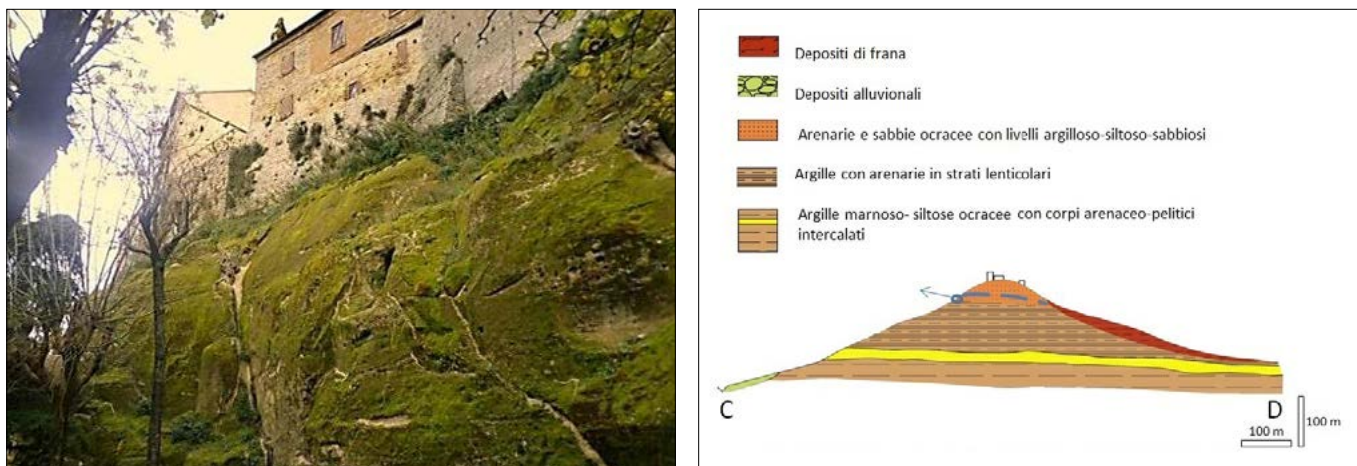 Depositi di frana
Depositi alluvionali
Arenarie e sabbie ocracee con livelli argilloso-siltoso-sabbiosi
Argille con arenarie in strati lenticolari
Argille marnoso- siltose ocracee con corpi arenaceo-pelitici
intercalati
C
D
100 m
100 m